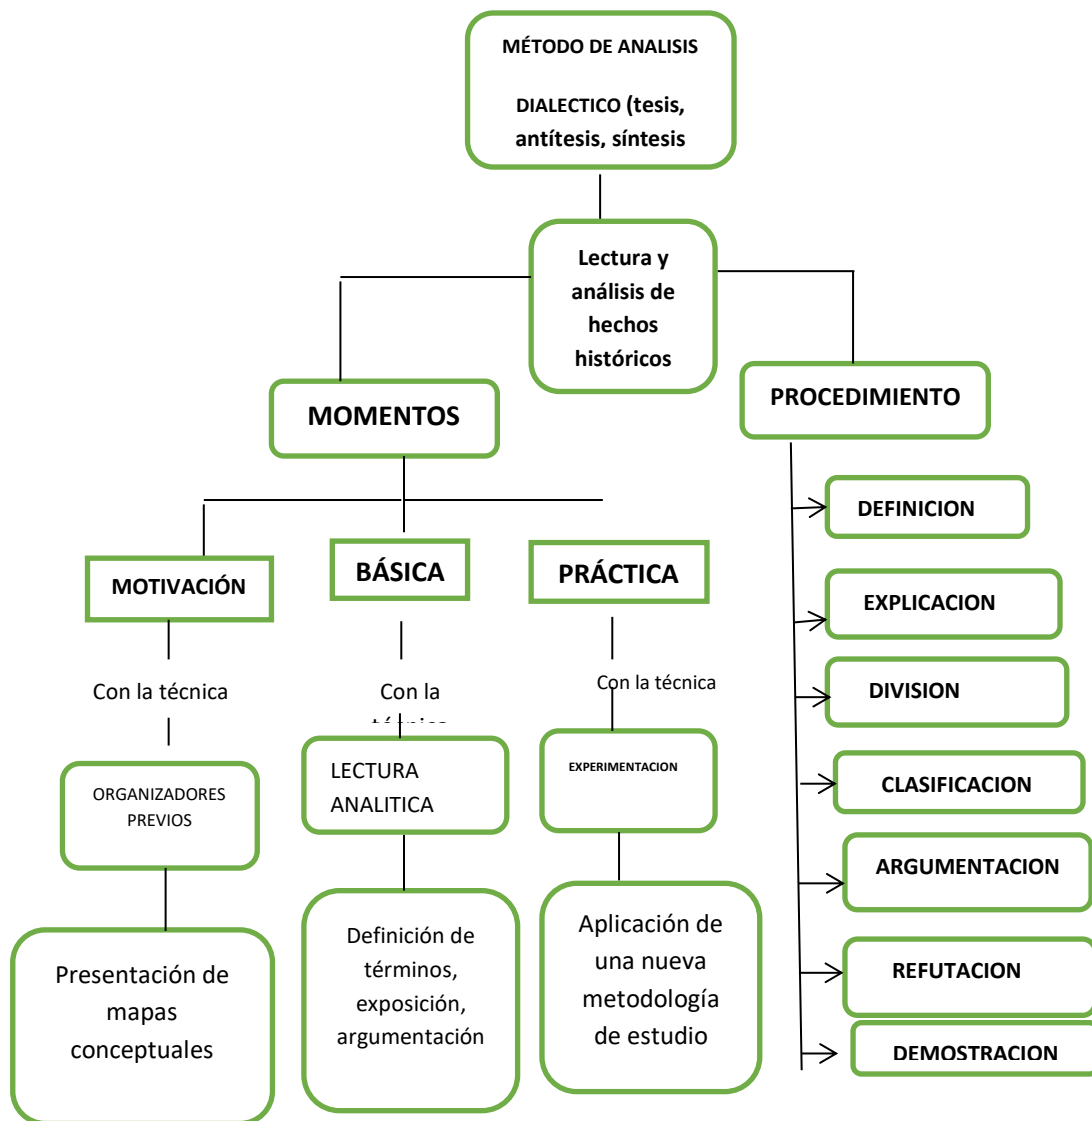 MÉTODO DE ANALISIS
DIALECTICO (tesis,
antítesis, síntesis
Lectura y
análisis de
hechos
históricos
MOMENTOS
PROCEDIMIENTO
MOTIVACIÓN
BÁSICA
PRÁCTICA
Con la técnica
Con la
técnica
Con la técnica
ORGANIZADORES
PREVIOS
LECTURA
ANALITICA
EXPERIMENTACION
Presentación de
mapas
conceptuales
Definición de
términos,
exposición,
argumentación
Aplicación de
una nueva
metodología
de estudio
DEFINICION
EXPLICACION
DIVISION
CLASIFICACION
ARGUMENTACION
REFUTACION
DEMOSTRACION